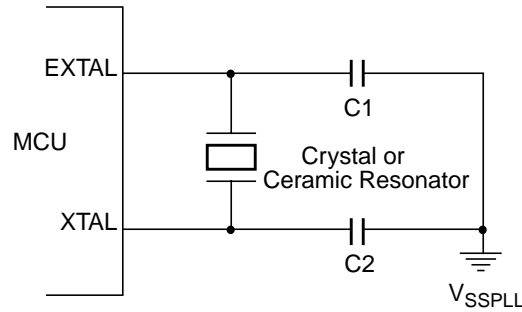 EXTAL
C1
MCU
Crystal or
Ceramic Resonator
XTAL
C2
VSSPLL